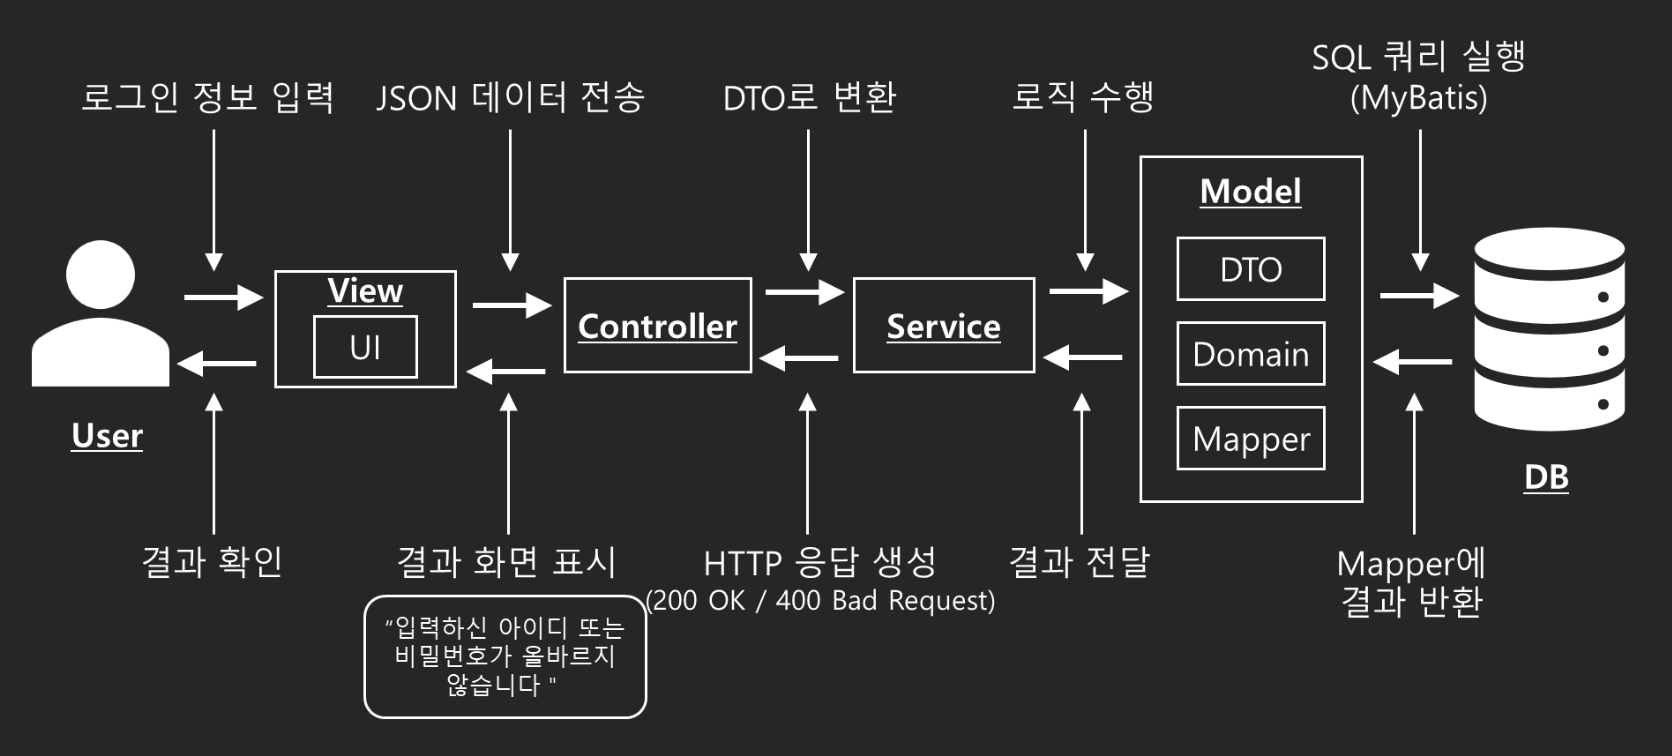 로그인 정보 입력
JSON 데이터 전송
DTO로 변환
로직 수행
SQL 쿼리 실행
(MyBatis)
User
View
UI
Controller
Service
Model
DTO
Domain
Mapper
DB
결과 확인
결과 화면 표시
"입력하신 아이디 또는
비밀번호가 올바르지
않습니다 "
HTTP 응답 생성
(200 OK / 400 Bad Request)
결과 전달
Mapper에
결과 반환